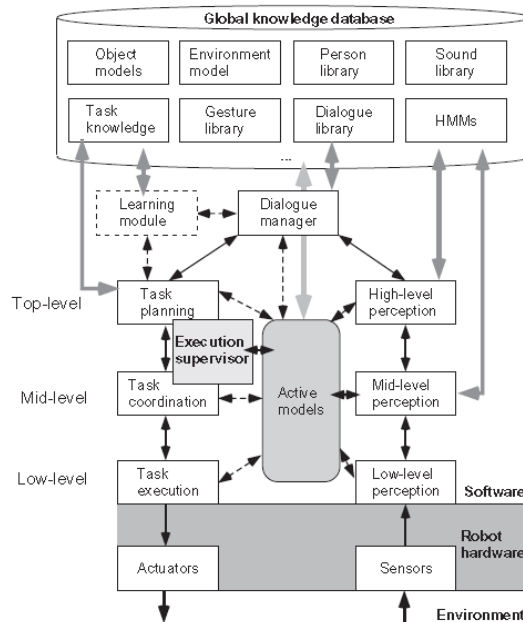 Global knowledge database
Object
models
Environment
model
Person
library
Sound
library
Task
knowledge
Gesture
library
Dialogue
library
HMMs
...
Learning
module
Dialogue
manager
Top-level
Task
planning
High-level
perception
Execution
supervisor
Active
models
Mid-level
Task
coordination
Mid-level
perception
Low-level
Task
execution
Low-level
perception
Software
Robot
hardware
Actuators
Sensors
Environment